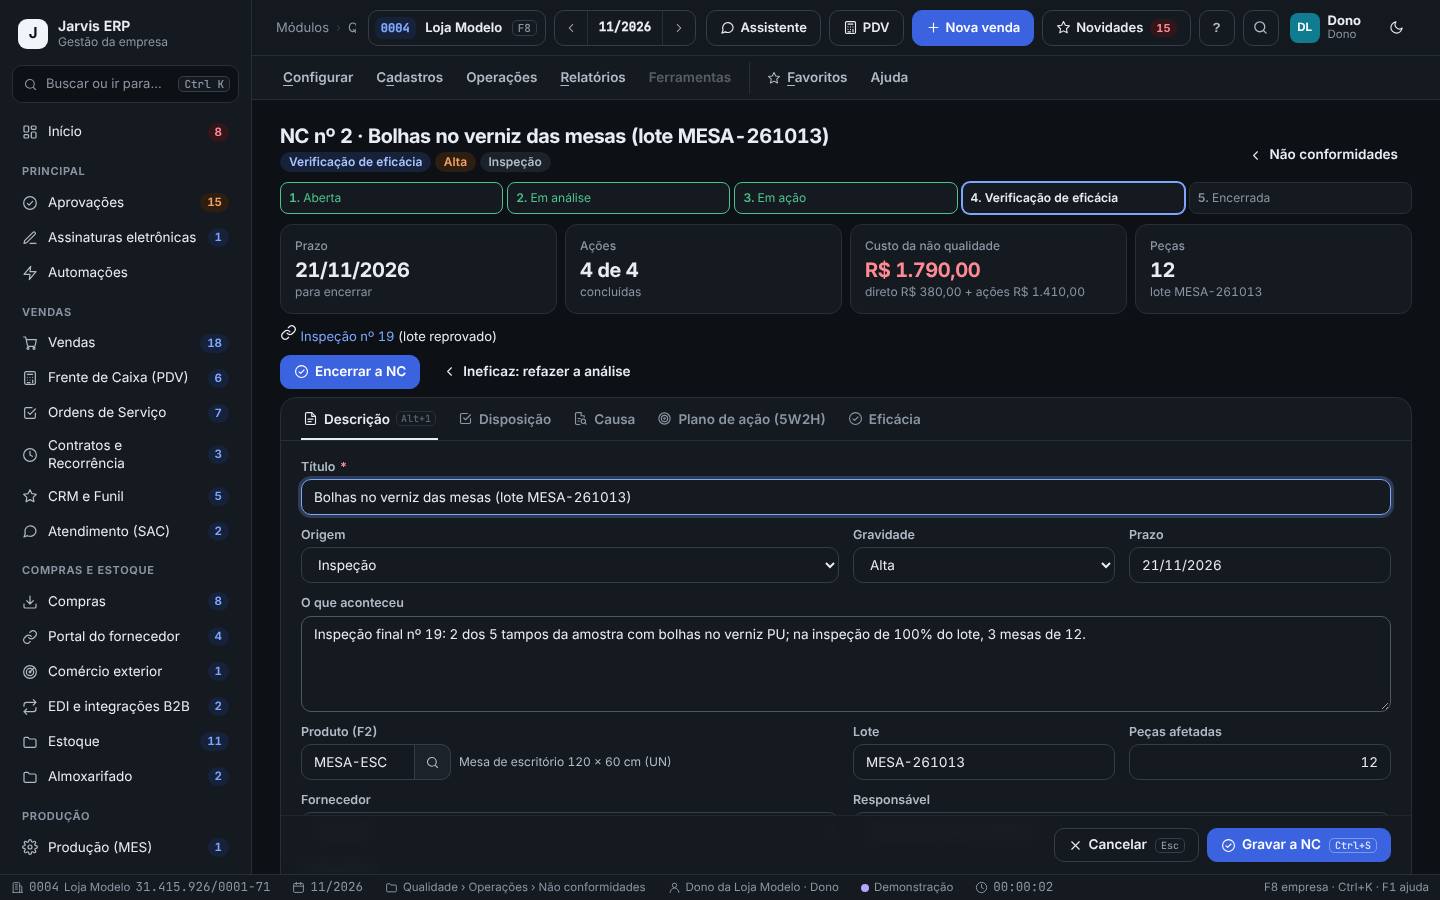 J
Jarvis ERP
Gestão da empresa
Buscar ou ir para... Ctrl K
Início 8
PRINCIPAL
Aprovações 15
Assinaturas eletrônicas 1
Automações
VENDAS
Vendas 18
Frente de Caixa (PDV) 6
Ordens de Serviço 7
Contratos e Recorrência 3
CRM e Funil 5
Atendimento (SAC) 2
COMPRAS E ESTOQUE
Compras 8
Portal do fornecedor 4
Comércio exterior 1
EDI e integrações B2B 2
Estoque 11
Almoxarifado 2
PRODUÇÃO
Produção (MES) 1
Módulos › Q
0004 Loja Modelo F8
‹ 11/2026 ›
Assistente
PDV
+ Nova venda
Novidades 15
?
DL
Dono
Dono
Configurar Cadastros Operações Relatórios Ferramentas Favoritos Ajuda
NC nº 2 · Bolhas no verniz das mesas (lote MESA-261013)
Verificação de eficácia Alta Inspeção
‹ Não conformidades
1. Aberta 2. Em análise 3. Em ação 4. Verificação de eficácia 5. Encerrada
Prazo
21/11/2026
para encerrar
Ações
4 de 4
concluídas
Custo da não qualidade
R$ 1.790,00
direto R$ 380,00 + ações R$ 1.410,00
Peças
12
lote MESA-261013
Inspeção nº 19 (lote reprovado)
Encerrar a NC ‹ Ineficaz: refazer a análise
Descrição Alt+1 Disposição Causa Plano de ação (5W2H) Eficácia
Título *
Bolhas no verniz das mesas (lote MESA-261013)
Origem Gravidade Prazo
Inspeção Alta 21/11/2026
O que aconteceu
Inspeção final nº 19: 2 dos 5 tampos da amostra com bolhas no verniz PU; na inspeção de 100% do lote, 3 mesas de 12.
Produto (F2) Lote Peças afetadas
MESA-ESC Mesa de escritório 120 × 60 cm (UN) MESA-261013 12
Fornecedor Responsável
Cancelar Esc Gravar a NC Ctrl+S
0004 Loja Modelo 31.415.926/0001-71 11/2026 Qualidade › Operações › Não conformidades Dono da Loja Modelo · Dono Demonstração 00:00:02 F8 empresa · Ctrl+K · F1 ajuda